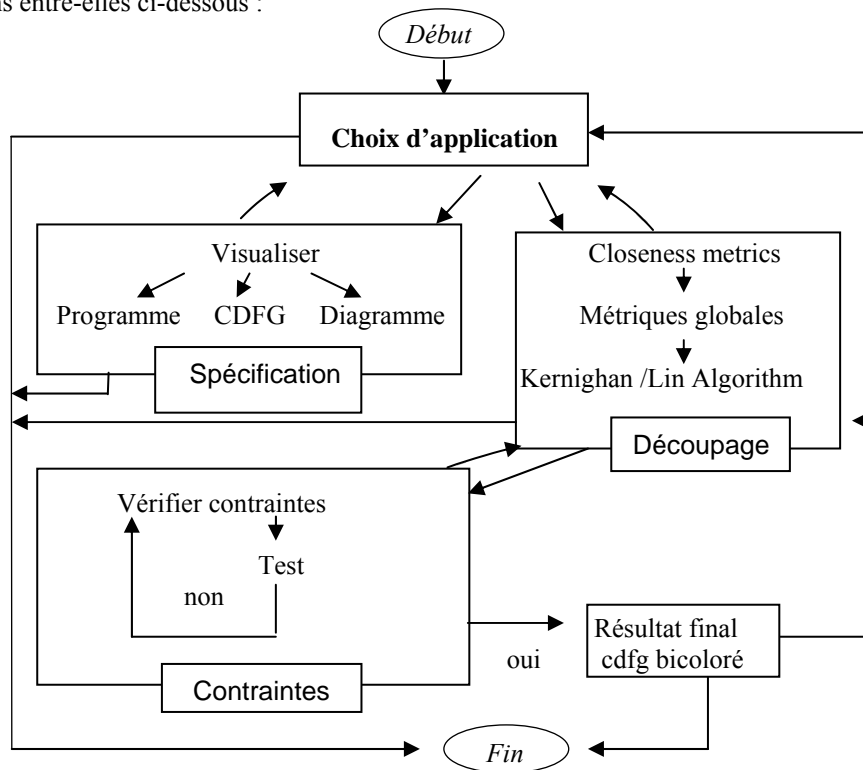 entre-elles ci-dessous :
Début
Choix d'application
Visualiser
Programme CDFG Diagramme
Spécification
Closeness metrics
Métriques globales
Kernighan /Lin Algorithm
Découpage
Vérifier contraintes
Test
non
Contraintes
oui
Résultat final
cdfg bicoloré
Fin